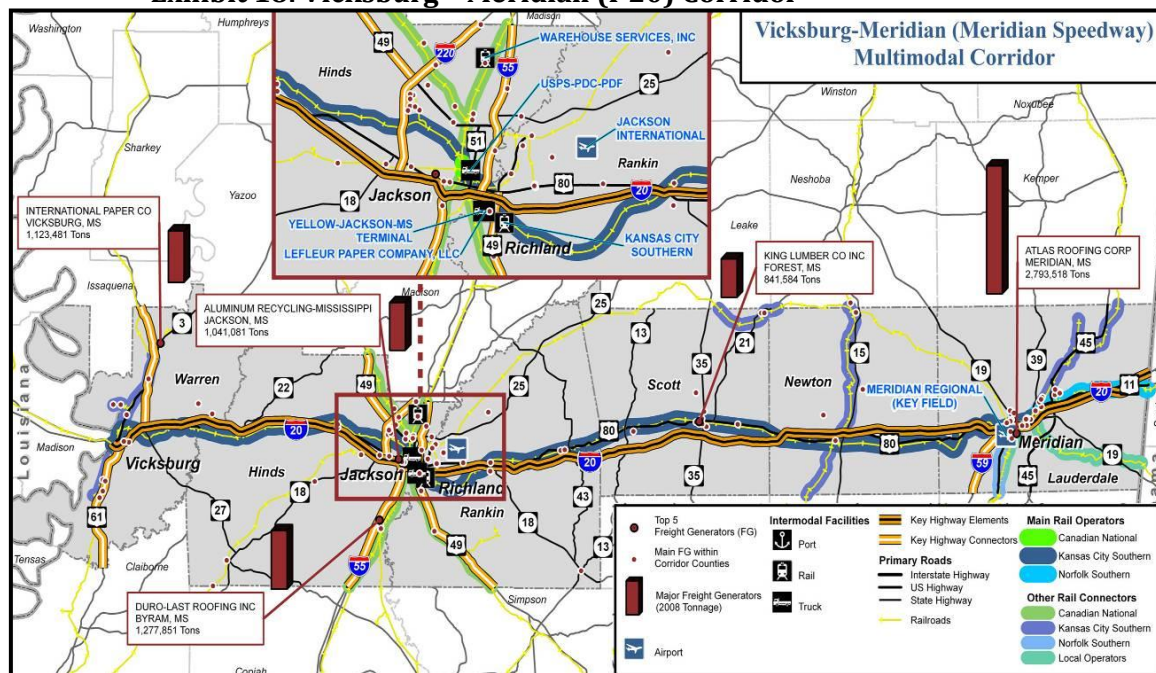 Exhibit 18: Vicksburg – Meridian (I-20) Corridor
Vicksburg-Meridian (Meridian Speedway)
Multimodal Corridor
Washington
Humphreys
Sharkey
Yazoo
Issaquena
Madison
Winston
Noxubee
Neshoba
Kemper
Leake
Hinds
Rankin
Jackson
Richland
49
220
55
25
51
80
20
18
49
WAREHOUSE SERVICES, INC
USPS-PDC-PDF
JACKSON
INTERNATIONAL
YELLOW-JACKSON-MS
TERMINAL
LEFLEUR PAPER COMPANY, LLC
KANSAS CITY
SOUTHERN
INTERNATIONAL PAPER CO
VICKSBURG, MS
1,123,481 Tons
ALUMINUM RECYCLING-MISSISSIPPI
JACKSON, MS
1,041,081 Tons
KING LUMBER CO INC
FOREST, MS
841,584 Tons
ATLAS ROOFING CORP
MERIDIAN, MS
2,793,518 Tons
DURO-LAST ROOFING INC
BYRAM, MS
1,277,851 Tons
MERIDIAN REGIONAL
(KEY FIELD)
Madison
3
Warren
22
49
25
25
13
35
21
15
19
39
45
11
20
Scott
Newton
Louisiana
Madison
Vicksburg
20
Hinds
Jackson
Richland
Rankin
80
20
80
Meridian
59
45
19
Lauderdale
61
27
18
55
49
18
43
13
35
Tensas
Claiborne
Copiah
Simpson
Top 5
Freight Generators (FG)
Main FG within
Corridor Counties
Major Freight Generators
(2008 Tonnage)
Airport
Intermodal Facilities
Port
Rail
Truck
Key Highway Elements
Key Highway Connectors
Primary Roads
Interstate Highway
US Highway
State Highway
Railroads
Main Rail Operators
Canadian National
Kansas City Southern
Norfolk Southern
Other Rail Connectors
Canadian National
Kansas City Southern
Norfolk Southern
Local Operators